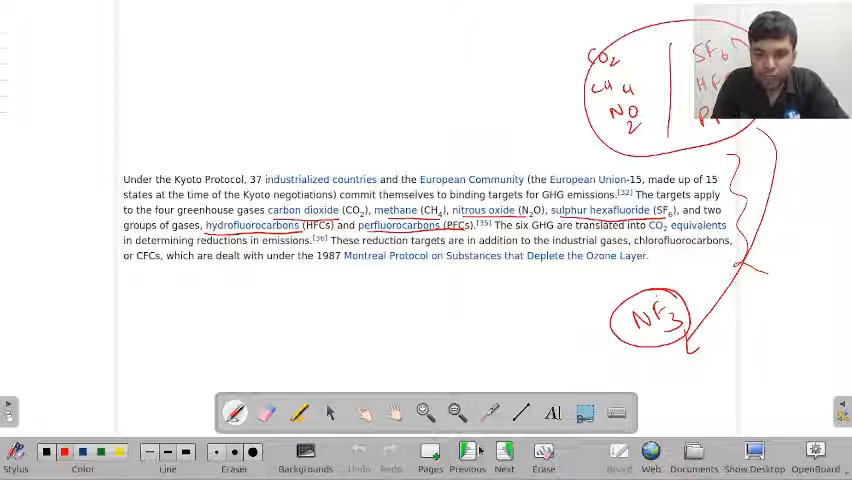 CO2
SF6 N
CH4
HF
NO2
PF
Under the Kyoto Protocol, 37 industrialized countries and the European Community (the European Union-15, made up of 15
states at the time of the Kyoto negotiations) commit themselves to binding targets for GHG emissions.[32] The targets apply
to the four greenhouse gases carbon dioxide (CO2), methane (CH4), nitrous oxide (N2O), sulphur hexafluoride (SF6), and two
groups of gases, hydrofluorocarbons (HFCs) and perfluorocarbons (PFCs).[35] The six GHG are translated into CO2 equivalents
in determining reductions in emissions.[36] These reduction targets are in addition to the industrial gases, chlorofluorocarbons,
or CFCs, which are dealt with under the 1987 Montreal Protocol on Substances that Deplete the Ozone Layer.
NF3
AI
Stylus Color Line Eraser Backgrounds Undo Redo Pages Previous Next Erase Board Web Documents Show Desktop OpenBoard